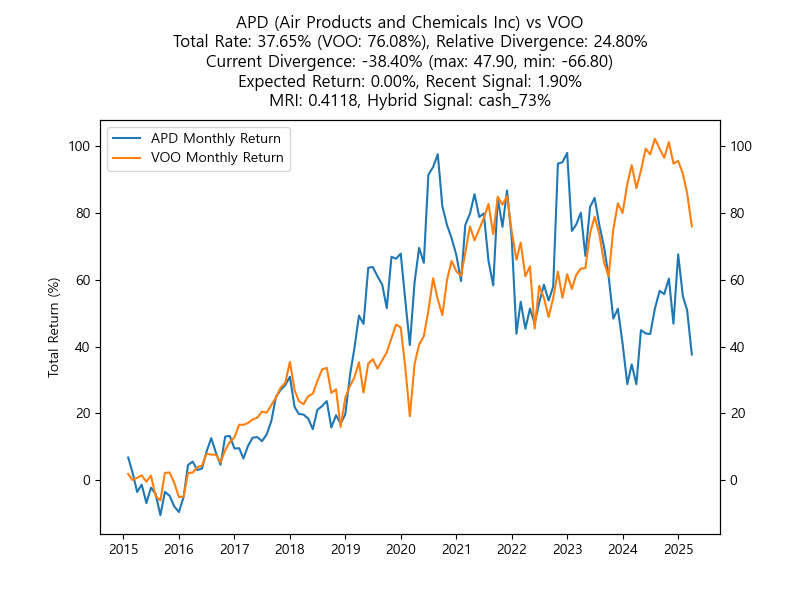 APD (Air Products and Chemicals Inc) vs VOO
Total Rate: 37.65% (VOO: 76.08%), Relative Divergence: 24.80%
Current Divergence: -38.40% (max: 47.90, min: -66.80)
Expected Return: 0.00%, Recent Signal: 1.90%
MRI: 0.4118, Hybrid Signal: cash_73%
APD Monthly Return
VOO Monthly Return
Total Return (%)
100
80
60
40
20
0
100
80
60
40
20
0
2015 2016 2017 2018 2019 2020 2021 2022 2023 2024 2025